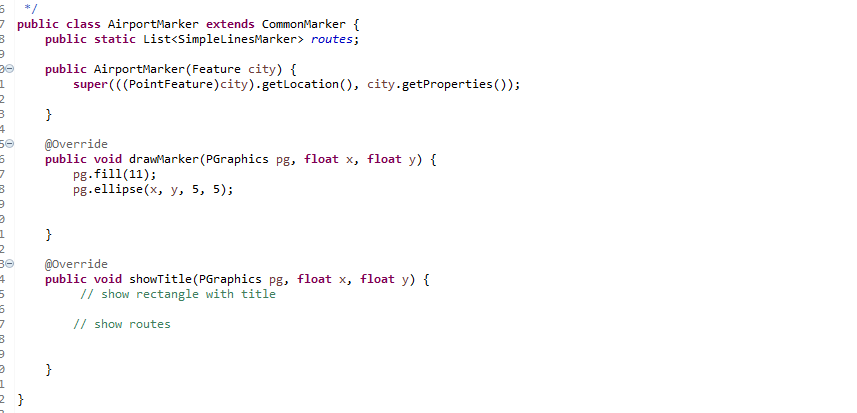 6 */
7 public class AirportMarker extends CommonMarker {
8 public static List<SimpleLinesMarker> routes;
9
0 public AirportMarker(Feature city) {
1 super(((PointFeature)city).getLocation(), city.getProperties());
2
3 }
4
5 @Override
6 public void drawMarker(PGraphics pg, float x, float y) {
7 pg.fill(11);
8 pg.ellipse(x, y, 5, 5);
9
0
1 }
2
3 @Override
4 public void showTitle(PGraphics pg, float x, float y) {
5 // show rectangle with title
6
7 // show routes
8
9
0 }
1
2 }